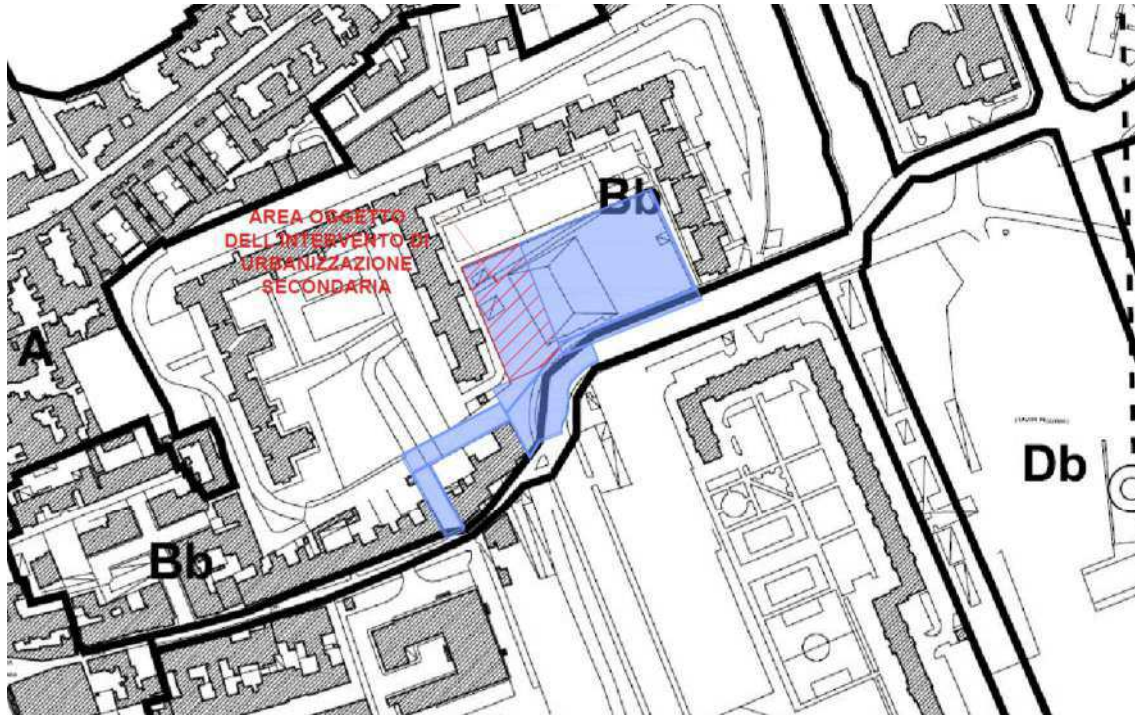 Bb
AREA OGGETTO
DELL'INTERVENTO DI
URBANIZZAZIONE
SECONDARIA
A
Db
Bb